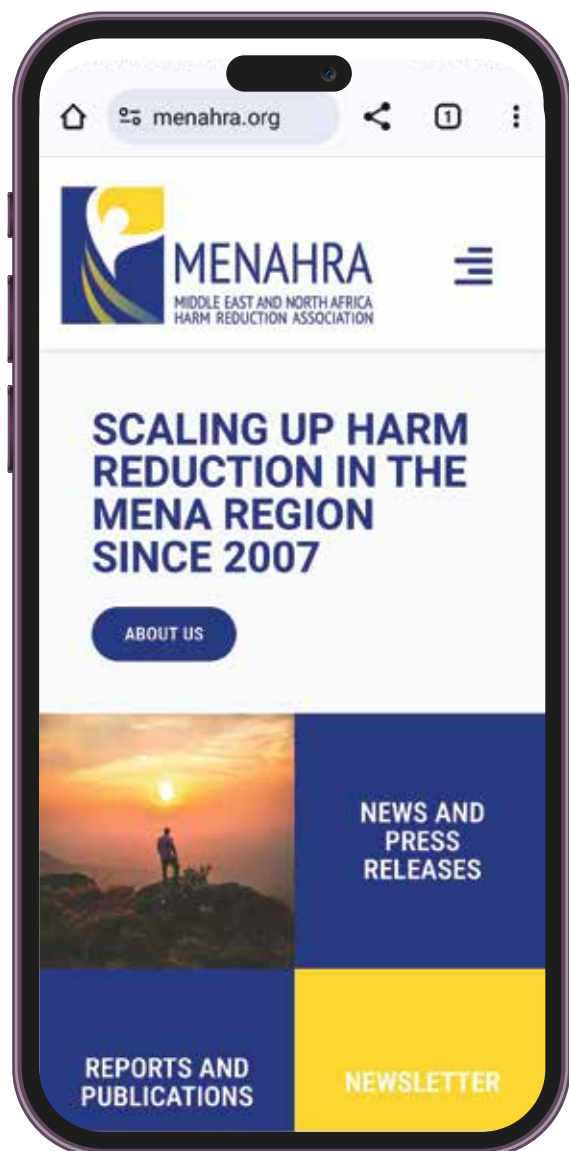 menahra.org
1
MENAHRA
MIDDLE EAST AND NORTH AFRICA
HARM REDUCTION ASSOCIATION
SCALING UP HARM
REDUCTION IN THE
MENA REGION
SINCE 2007
ABOUT US
NEWS AND
PRESS
RELEASES
REPORTS AND
PUBLICATIONS
NEWSLETTER